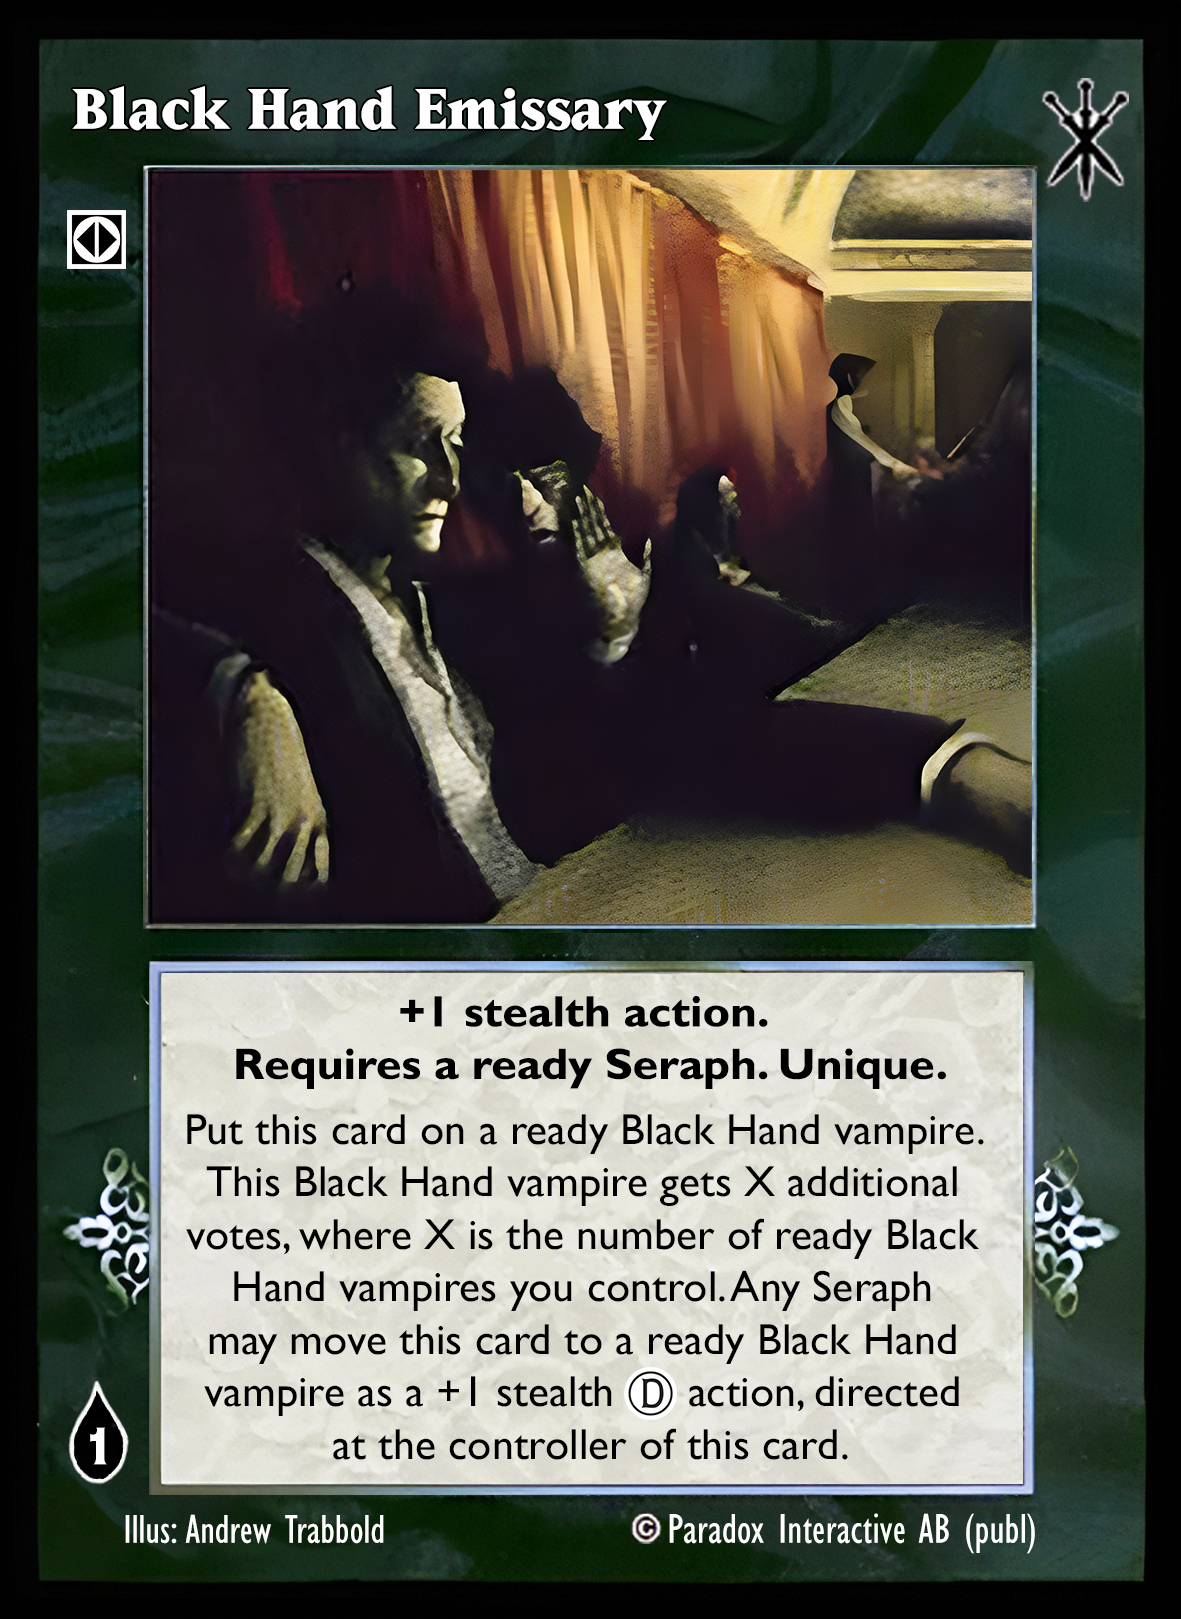 Black Hand Emissary
+1 stealth action.
Requires a ready Seraph. Unique.
Put this card on a ready Black Hand vampire.
This Black Hand vampire gets X additional
votes, where X is the number of ready Black
Hand vampires you control. Any Seraph
may move this card to a ready Black Hand
vampire as a +1 stealth Ⓓ action, directed
at the controller of this card.
1
Illus: Andrew Trabbold
© Paradox Interactive AB (publ)